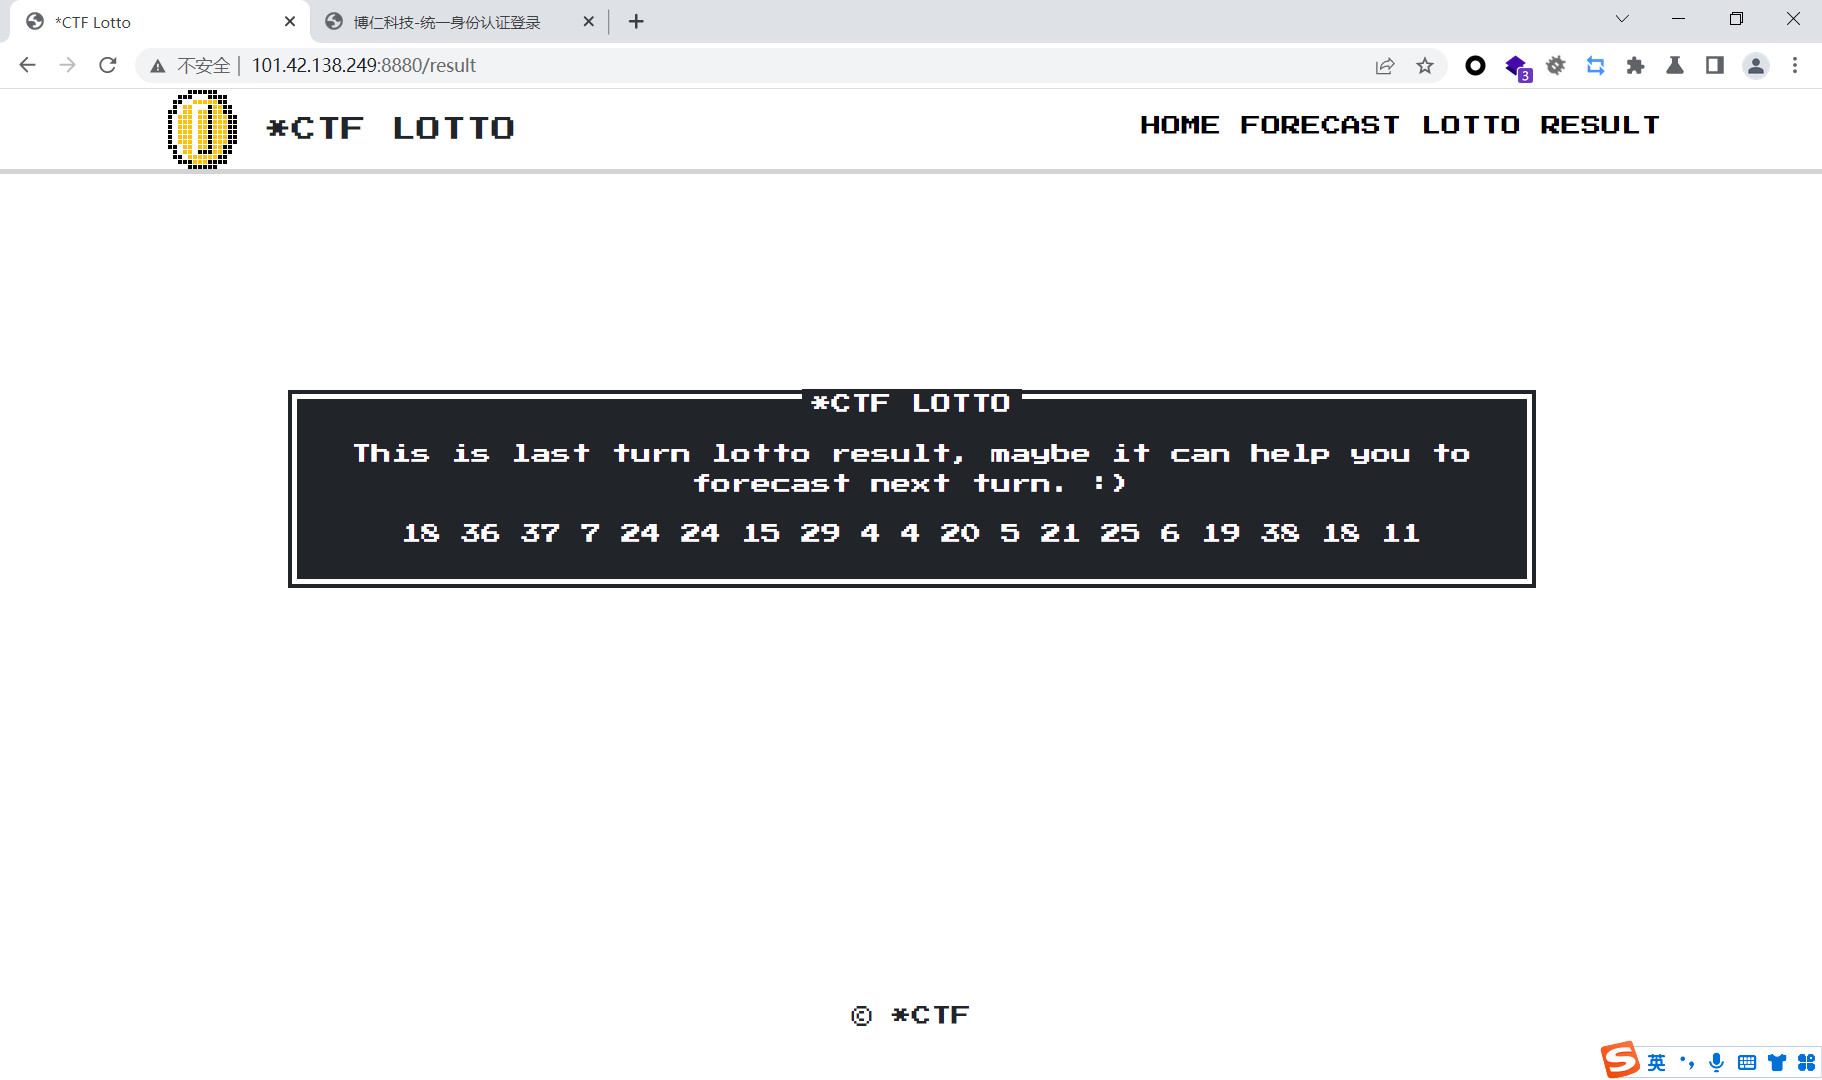 *CTF Lotto
博仁科技-统一身份认证登录
不安全 | 101.42.138.249:8880/result
3
*CTF LOTTO
HOME FORECAST LOTTO RESULT
*CTF LOTTO
This is last turn lotto result, maybe it can help you to
forecast next turn. :)
18 36 37 7 24 24 15 29 4 4 20 5 21 25 6 19 38 18 11
© *CTF
S 英